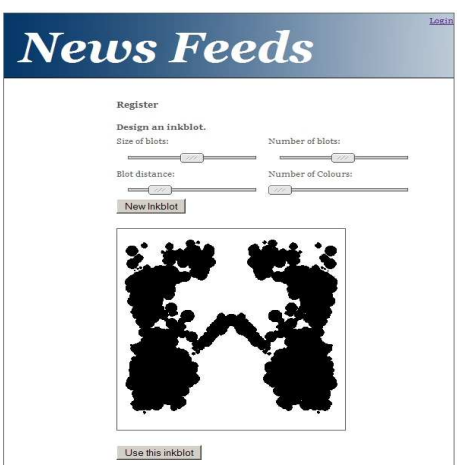 Login
News Feeds
Register
Design an inkblot.
Size of blots: Number of blots:
Blot distance: Number of Colours:
New Inkblot
Use this inkblot